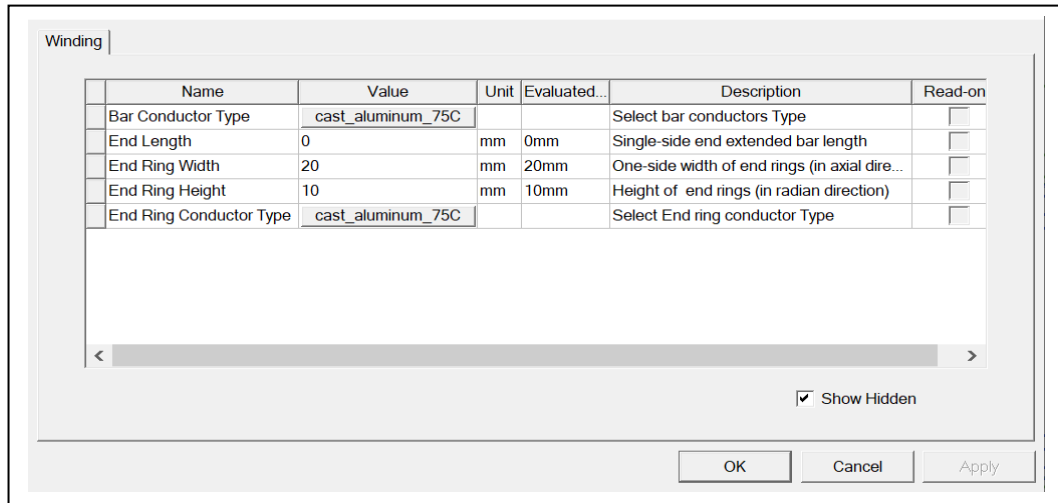 Winding
Name Value Unit Evaluated... Description Read-on
Bar Conductor Type cast_aluminum_75C Select bar conductors Type
End Length 0 mm 0mm Single-side end extended bar length
End Ring Width 20 mm 20mm One-side width of end rings (in axial dire...
End Ring Height 10 mm 10mm Height of end rings (in radian direction)
End Ring Conductor Type cast_aluminum_75C Select End ring conductor Type
Show Hidden
OK Cancel Apply